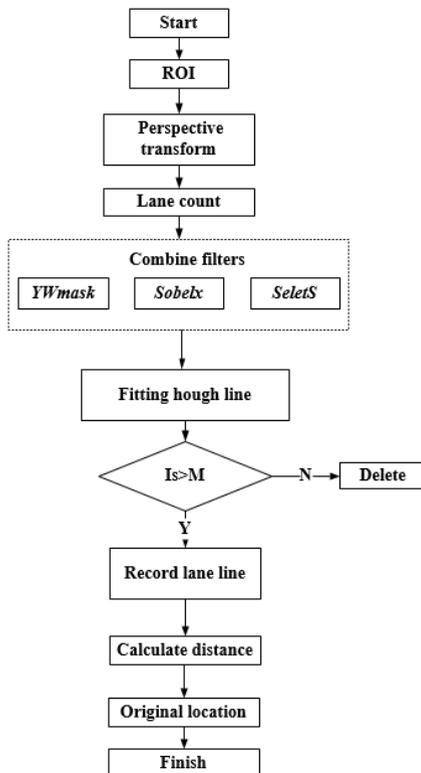 Start
ROI
Perspective
transform
Lane count
Combine filters
YWmask Sobelx SeletS
Fitting hough line
Is>M
N
Delete
Y
Record lane line
Calculate distance
Original location
Finish